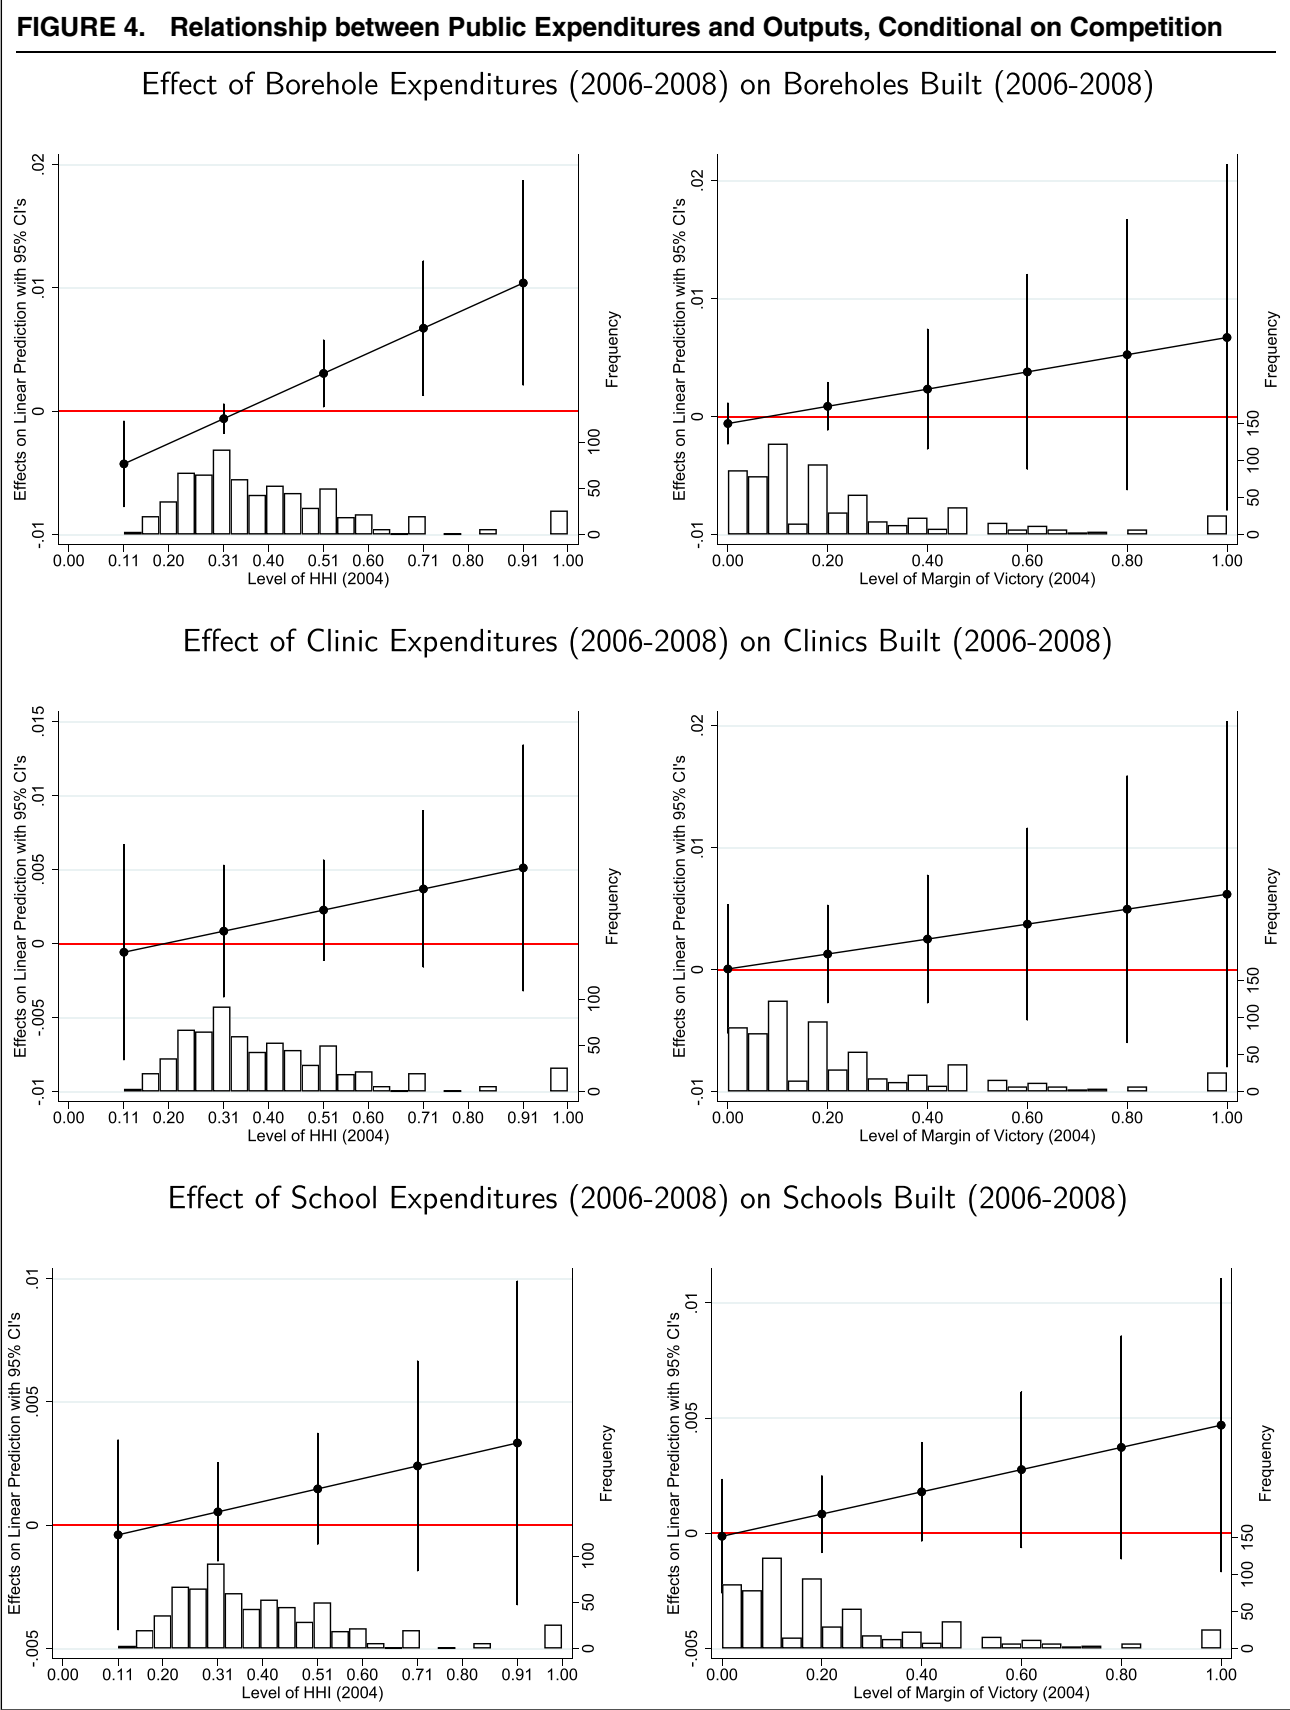 FIGURE 4. Relationship between Public Expenditures and Outputs, Conditional on Competition
Effect of Borehole Expenditures (2006-2008) on Boreholes Built (2006-2008)
Effects on Linear Prediction with 95% CI's
-.01 0 .01 .02
Frequency
0 50 100
0.00 0.11 0.20 0.31 0.40 0.51 0.60 0.71 0.80 0.91 1.00
Level of HHI (2004)
Effects on Linear Prediction with 95% CI's
-.01 0 .01 .02
Frequency
0 50 100 150
0.00 0.20 0.40 0.60 0.80 1.00
Level of Margin of Victory (2004)
Effect of Clinic Expenditures (2006-2008) on Clinics Built (2006-2008)
Effects on Linear Prediction with 95% CI's
-.01 -.005 0 .005 .01 .015
Frequency
0 50 100
0.00 0.11 0.20 0.31 0.40 0.51 0.60 0.71 0.80 0.91 1.00
Level of HHI (2004)
Effects on Linear Prediction with 95% CI's
-.01 0 .01 .02
Frequency
0 50 100 150
0.00 0.20 0.40 0.60 0.80 1.00
Level of Margin of Victory (2004)
Effect of School Expenditures (2006-2008) on Schools Built (2006-2008)
Effects on Linear Prediction with 95% CI's
-.005 0 .005 .01
Frequency
0 50 100
0.00 0.11 0.20 0.31 0.40 0.51 0.60 0.71 0.80 0.91 1.00
Level of HHI (2004)
Effects on Linear Prediction with 95% CI's
-.005 0 .005 .01
Frequency
0 50 100 150
0.00 0.20 0.40 0.60 0.80 1.00
Level of Margin of Victory (2004)